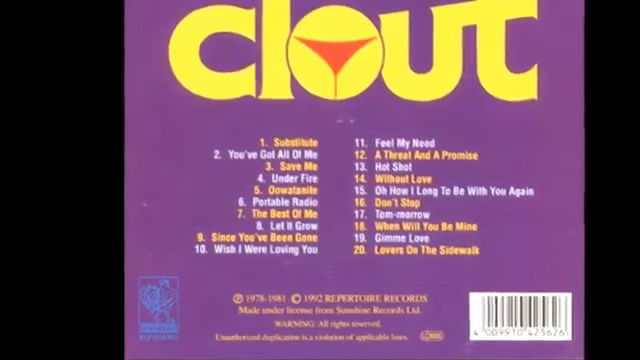 clout
1. Substitute
2. You've Got All Of Me
3. Save Me
4. Under Fire
5. Oowatanite
6. Portable Radio
7. The Best Of Me
8. Let It Grow
9. Since You've Been Gone
10. Wish I Were Loving You
11. Feel My Need
12. A Threat And A Promise
13. Hot Shot
14. Without Love
15. Oh How I Long To Be With You Again
16. Don't Stop
17. Tom-morrow
18. When Will You Be Mine
19. Gimme Love
20. Lovers On The Sidewalk
℗ 1978-1981 © 1992 REPERTOIRE RECORDS
Made under license from Sunshine Records Ltd.
WARNING: All rights reserved.
Unauthorized duplication is a violation of applicable laws.
4 009910 425626